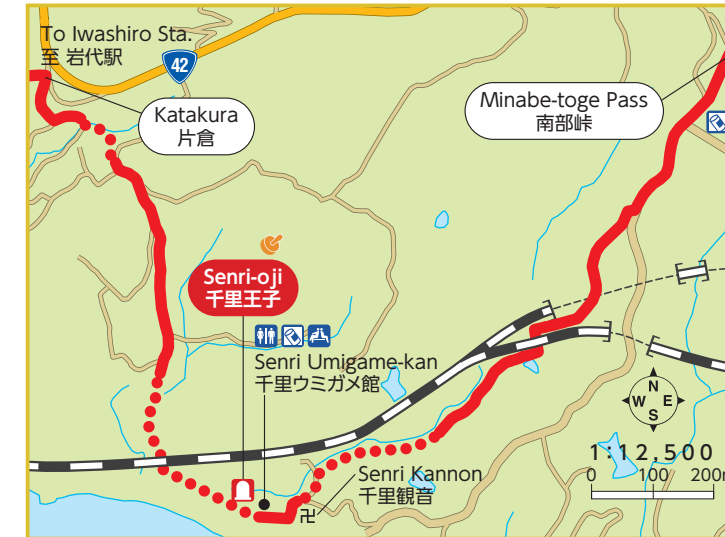 To Iwashiro Sta.
至 岩代駅
42
Katakura
片倉
Minabe-toge Pass
南部峠
Senri-oji
千里王子
Senri Umigame-kan
千里ウミガメ館
Senri Kannon
千里観音
卍
N
W E
S
1:12,500
0 100 200m